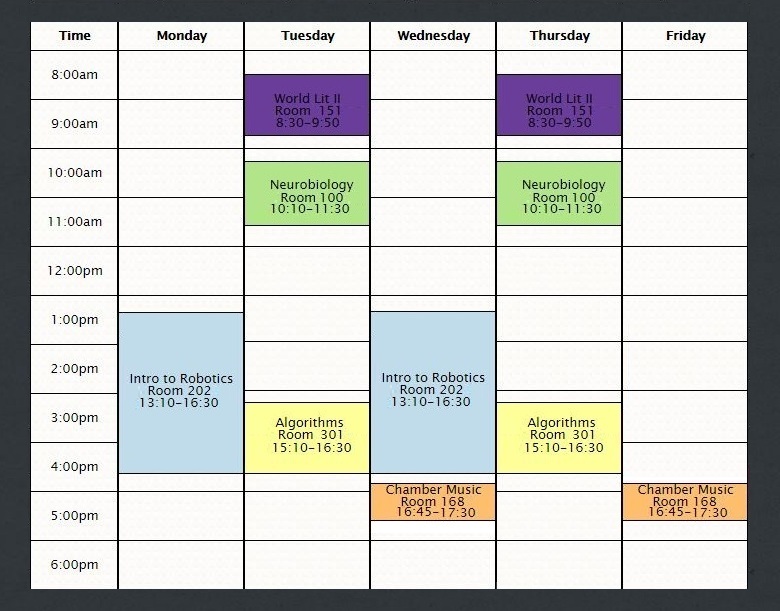 Time Monday Tuesday Wednesday Thursday Friday
8:00am
World Lit II
Room 151
8:30-9:50
World Lit II
Room 151
8:30-9:50
9:00am
10:00am
Neurobiology
Room 100
10:10-11:30
Neurobiology
Room 100
10:10-11:30
11:00am
12:00pm
1:00pm
Intro to Robotics
Room 202
13:10-16:30
Intro to Robotics
Room 202
13:10-16:30
2:00pm
3:00pm
Algorithms
Room 301
15:10-16:30
Algorithms
Room 301
15:10-16:30
4:00pm
Chamber Music
Room 168
16:45-17:30
Chamber Music
Room 168
16:45-17:30
5:00pm
6:00pm